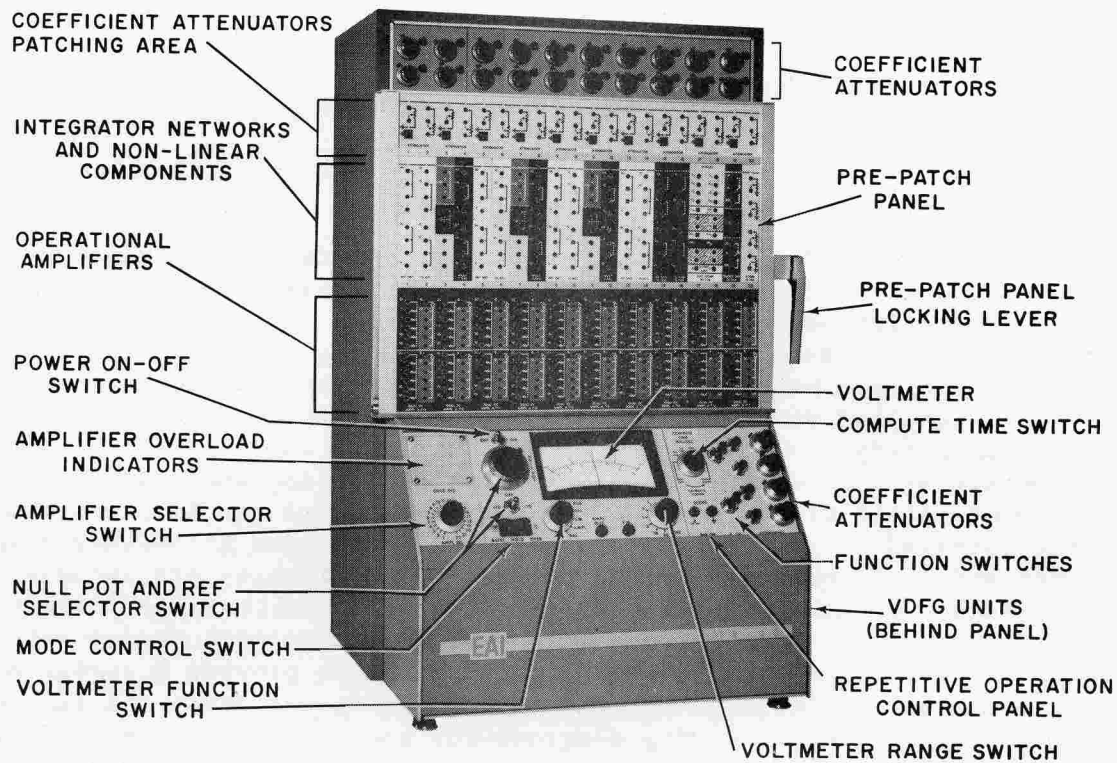 COEFFICIENT ATTENUATORS
PATCHING AREA
INTEGRATOR NETWORKS
AND NON-LINEAR
COMPONENTS
OPERATIONAL
AMPLIFIERS
POWER ON-OFF
SWITCH
AMPLIFIER OVERLOAD
INDICATORS
AMPLIFIER SELECTOR
SWITCH
NULL POT AND REF
SELECTOR SWITCH
MODE CONTROL SWITCH
VOLTMETER FUNCTION
SWITCH
EAI
COEFFICIENT
ATTENUATORS
PRE-PATCH
PANEL
PRE-PATCH PANEL
LOCKING LEVER
VOLTMETER
COMPUTE TIME SWITCH
COEFFICIENT
ATTENUATORS
FUNCTION SWITCHES
VDFG UNITS
(BEHIND PANEL)
REPETITIVE OPERATION
CONTROL PANEL
VOLTMETER RANGE SWITCH